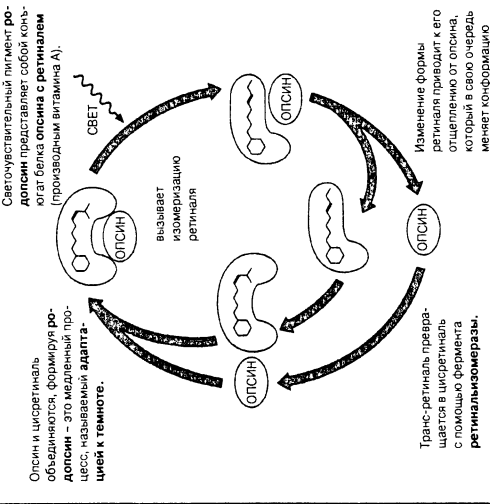 Светочувствительный пигмент ро-
допсин представляет собой конъ-
югат белка опсина с ретиналем
(производным витамина А).
СВЕТ
вызывает
изомеризацию
ретиналя
ОПСИН
ОПСИН
Изменение формы
ретиналя приводит к его
отщеплению от опсина,
который в свою очередь
меняет конформацию
ОПСИН
Транс-ретиналь превра-
щается в цисретиналь
с помощью фермента
ретинальизомеразы.
ОПСИН
Опсин и цисретиналь
объединяются, формируя ро-
допсин – это медленный про-
цесс, называемый адапта-
цией к темноте.